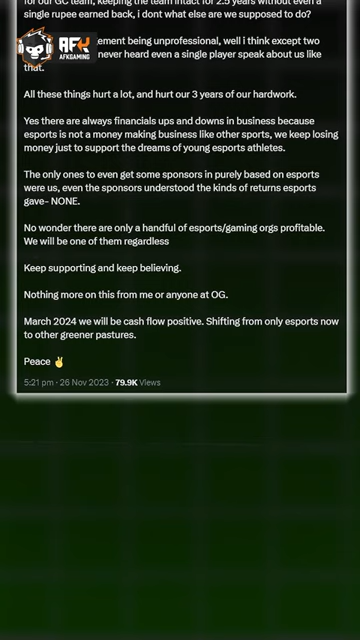 for our GC team, keeping the team intact for 2.5 years without even a
single rupee earned back, i dont what else are we supposed to do?
AFK
AFKGAMING
ement being unprofessional, well i think except two
never heard even a single player speak about us like
that.
All these things hurt a lot, and hurt our 3 years of our hardwork.
Yes there are always financials ups and downs in business because
esports is not a money making business like other sports, we keep losing
money just to support the dreams of young esports athletes.
The only ones to even get some sponsors in purely based on esports
were us, even the sponsors understood the kinds of returns esports
gave- NONE.
No wonder there are only a handful of esports/gaming orgs profitable.
We will be one of them regardless
Keep supporting and keep believing.
Nothing more on this from me or anyone at OG.
March 2024 we will be cash flow positive. Shifting from only esports now
to other greener pastures.
Peace ✌️
5:21 pm · 26 Nov 2023 · 79.9K Views